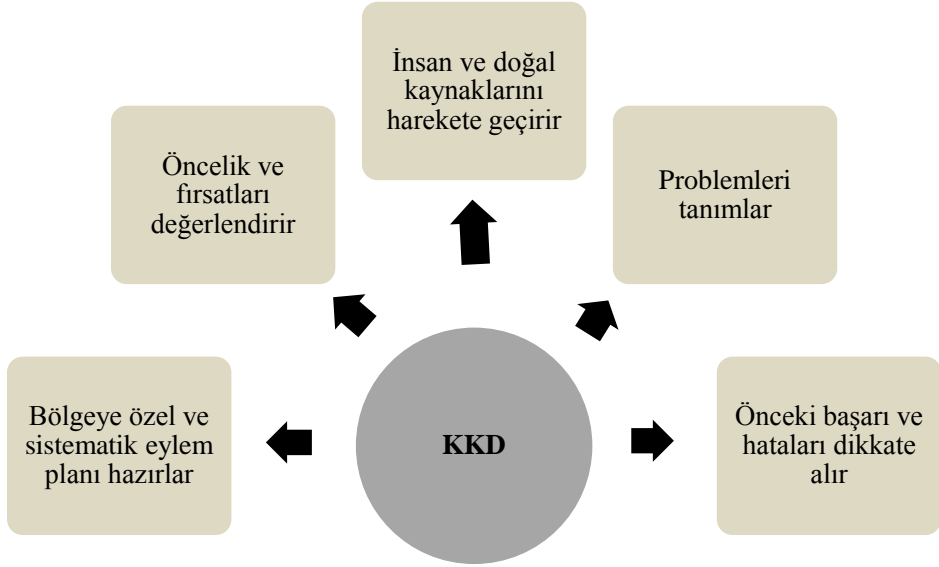 İnsan ve doğal
kaynaklarını
harekete geçirir
Öncelik ve
fırsatları
değerlendirir
Problemleri
tanımlar
Bölgeye özel ve
sistematik eylem
planı hazırlar
KKD
Önceki başarı ve
hataları dikkate
alır